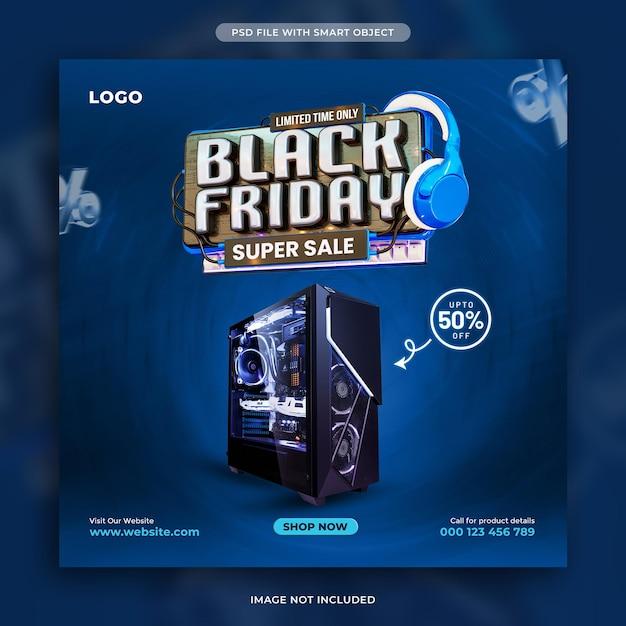 PSD FILE WITH SMART OBJECT
LOGO
LIMITED TIME ONLY
BLACK
FRIDAY
SUPER SALE
%
%
UPTO
50%
OFF
Visit Our Website
www.website.com
SHOP NOW
Call for product details
000 123 456 789
IMAGE NOT INCLUDED